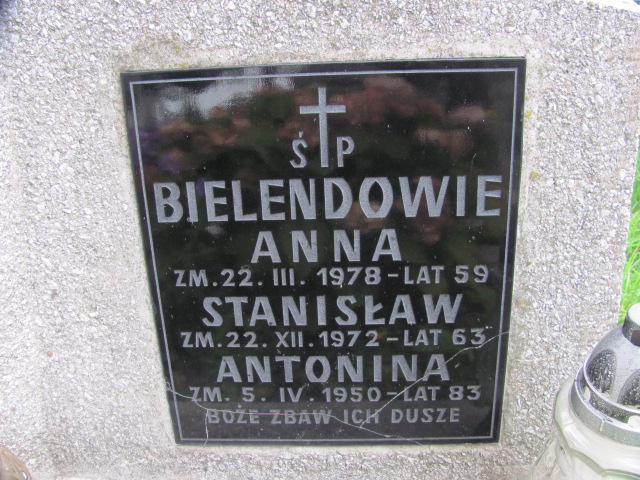 Ś P
BIELENDOWIE
ANNA
ZM. 22. III. 1978 - LAT 59
STANISŁAW
ZM. 22. XII. 1972 - LAT 63
ANTONINA
ZM. 5. IV. 1950 - LAT 83
BOŻE ZBAW ICH DUSZE